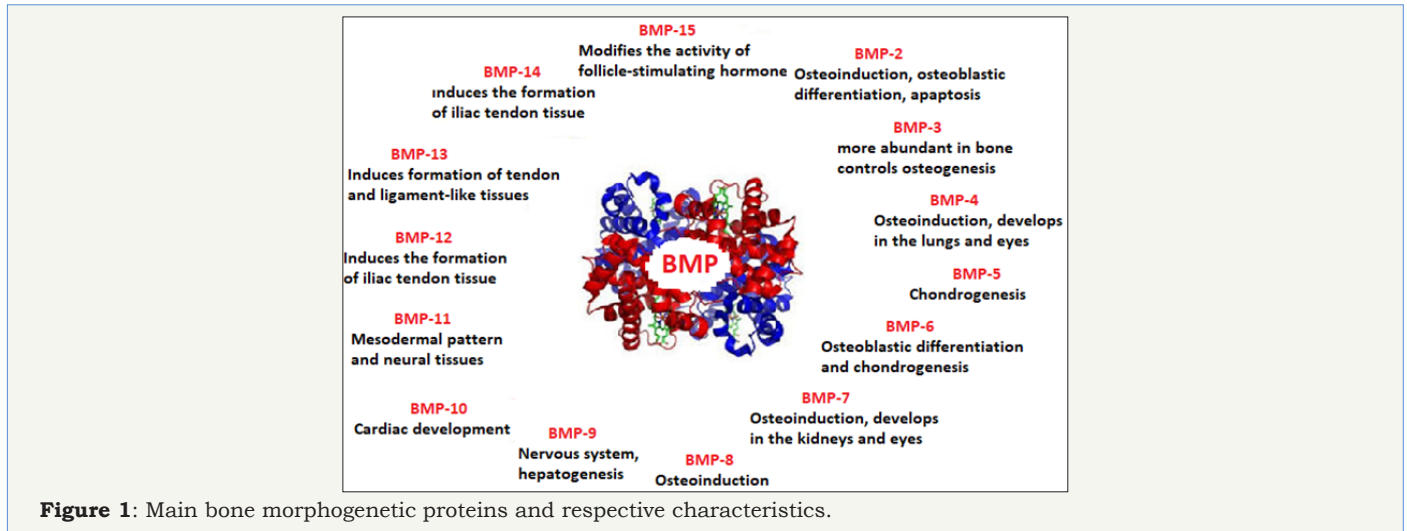 BMP-15
Modifies the activity of
follicle-stimulating hormone
BMP-2
Osteoinduction, osteoblastic
differentiation, apaptosis
BMP-3
more abundant in bone
controls osteogenesis
BMP-4
Osteoinduction, develops
in the lungs and eyes
BMP-5
Chondrogenesis
BMP-6
Osteoblastic differentiation
and chondrogenesis
BMP-7
Osteoinduction, develops
in the kidneys and eyes
BMP-8
Osteoinduction
BMP-9
Nervous system,
hepatogenesis
BMP-10
Cardiac development
BMP-11
Mesodermal pattern
and neural tissues
BMP-12
Induces the formation
of iliac tendon tissue
BMP-13
Induces formation of tendon
and ligament-like tissues
BMP-14
Induces the formation
of iliac tendon tissue
BMP
Figure 1: Main bone morphogenetic proteins and respective characteristics.